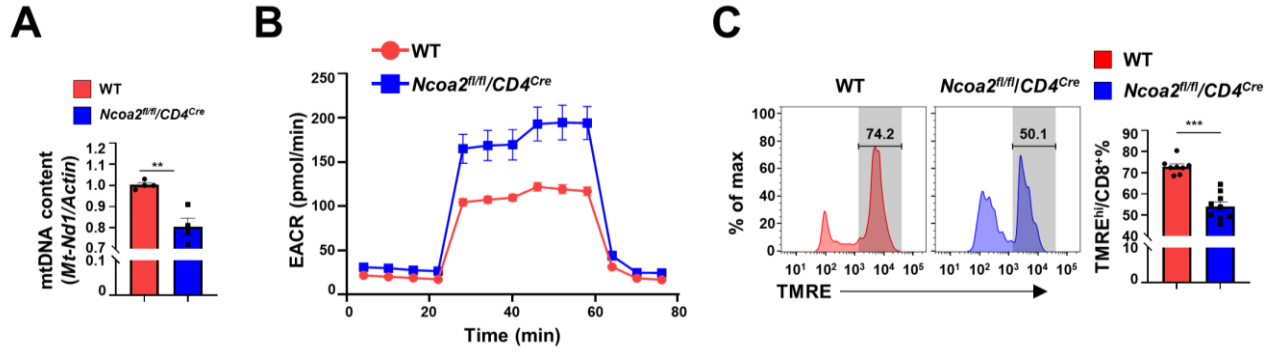 A
WT
Ncoa2fl/fl/CD4Cre
mtDNA content
(Mt-Nd1/Actin)
1.2
1.1
1.0
0.9
0.8
0.7
0.1
0
**
B
WT
Ncoa2fl/fl/CD4Cre
EACR (pmol/min)
250
200
150
100
50
0
0
20
40
60
80
Time (min)
C
WT
Ncoa2fl/fl/CD4Cre
WT
Ncoa2fl/fl/CD4Cre
% of max
100
80
60
40
20
0
74.2
50.1
10¹ 10² 10³ 10⁴ 10⁵
10¹ 10² 10³ 10⁴ 10⁵
TMRE
TMREhi/CD8+%
90
80
70
60
50
40
10
0
***